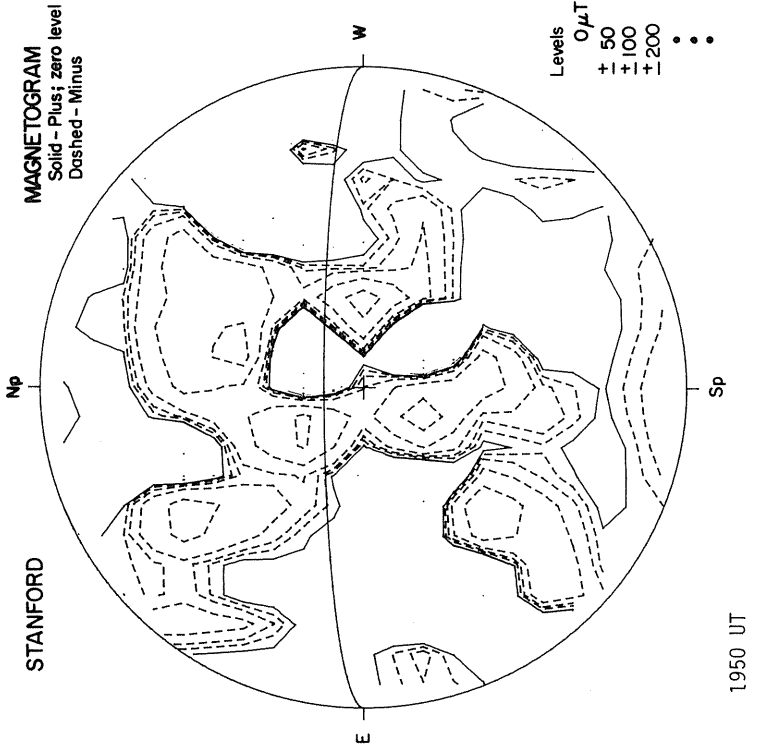 STANFORD
MAGNETOGRAM
Solid - Plus; zero level
Dashed - Minus
Np
W
E
Sp
Levels
0 µT
± 50
± 100
± 200
•
•
•
1950 UT